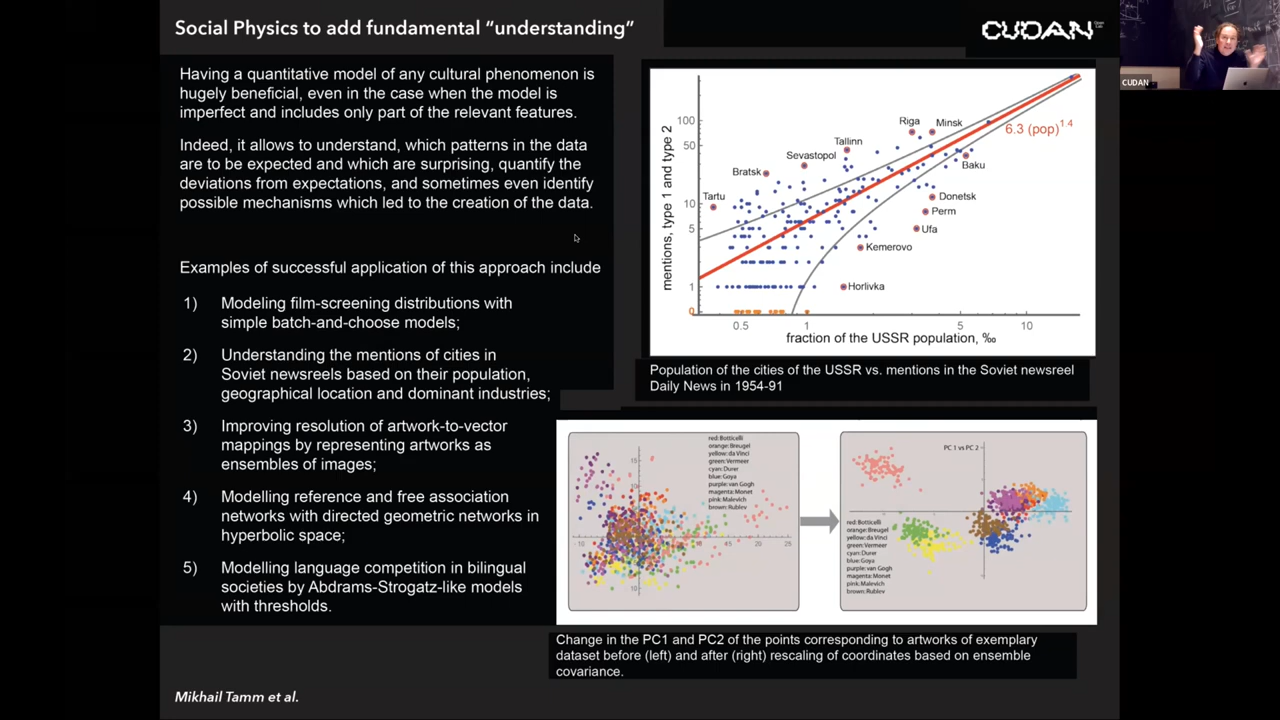 Social Physics to add fundamental “understanding”
CUDAN
Open
Lab
CUDAN
Having a quantitative model of any cultural phenomenon is
hugely beneficial, even in the case when the model is
imperfect and includes only part of the relevant features.
Indeed, it allows to understand, which patterns in the data
are to be expected and which are surprising, quantify the
deviations from expectations, and sometimes even identify
possible mechanisms which led to the creation of the data.
Examples of successful application of this approach include
1) Modeling film-screening distributions with
simple batch-and-choose models;
2) Understanding the mentions of cities in
Soviet newsreels based on their population,
geographical location and dominant industries;
3) Improving resolution of artwork-to-vector
mappings by representing artworks as
ensembles of images;
4) Modelling reference and free association
networks with directed geometric networks in
hyperbolic space;
5) Modelling language competition in bilingual
societies by Abdrams-Strogatz-like models
with thresholds.
Mikhail Tamm et al.
mentions, type 1 and type 2
100
50
10
5
1
0
Riga
Minsk
6.3 (pop)^1.4
Tallinn
Sevastopol
Baku
Bratsk
Tartu
Donetsk
Perm
Ufa
Kemerovo
Horlivka
0.5 1 5 10
fraction of the USSR population, ‰
Population of the cities of the USSR vs. mentions in the Soviet newsreel
Daily News in 1954-91
red: Botticelli
orange: Breugel
yellow: da Vinci
green: Vermeer
cyan: Durer
blue: Goya
purple: van Gogh
magenta: Monet
pink: Malevich
brown: Rublev
PC 1 vs PC 2
red: Botticelli
orange: Breugel
yellow: da Vinci
green: Vermeer
cyan: Durer
blue: Goya
purple: van Gogh
magenta: Monet
pink: Malevich
brown: Rublev
Change in the PC1 and PC2 of the points corresponding to artworks of exemplary
dataset before (left) and after (right) rescaling of coordinates based on ensemble
covariance.